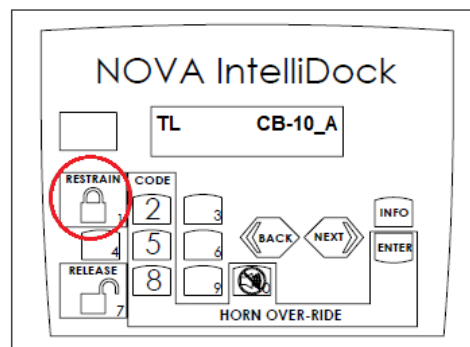 NOVA IntelliDock
TL CB-10_A
RESTRAIN CODE
1 2 3
INFO
4 5 6
BACK NEXT
ENTER
RELEASE
7 8 9 0
HORN OVER-RIDE